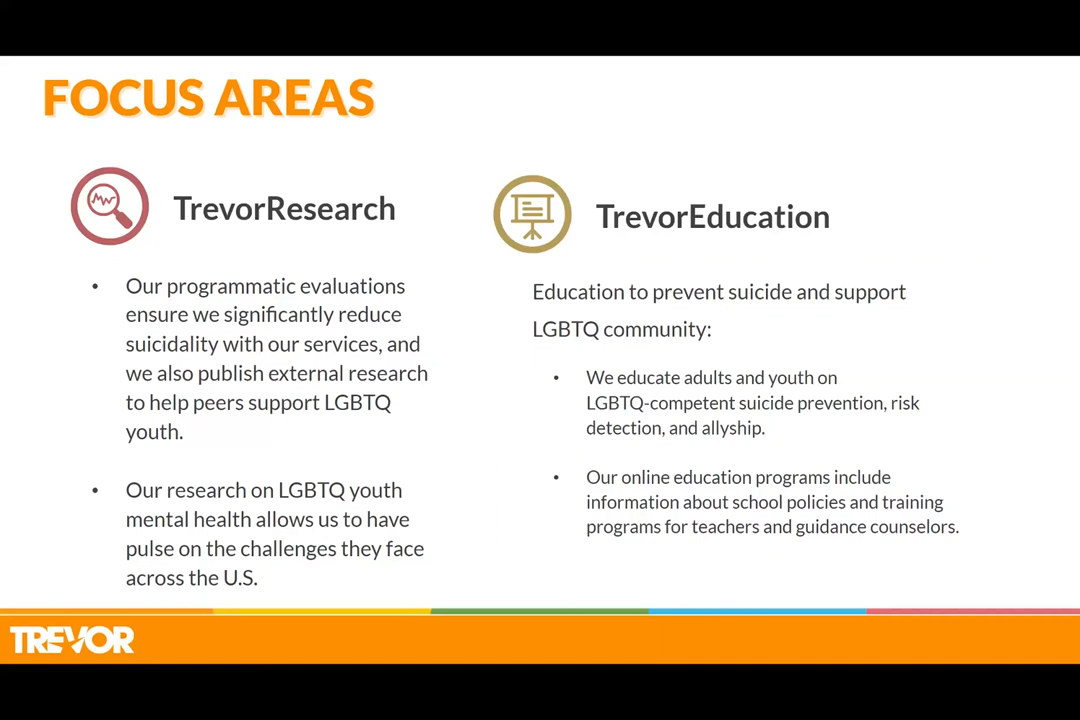 FOCUS AREAS
TrevorResearch
• Our programmatic evaluations
ensure we significantly reduce
suicidality with our services, and
we also publish external research
to help peers support LGBTQ
youth.
• Our research on LGBTQ youth
mental health allows us to have
pulse on the challenges they face
across the U.S.
TrevorEducation
Education to prevent suicide and support
LGBTQ community:
• We educate adults and youth on
LGBTQ-competent suicide prevention, risk
detection, and allyship.
• Our online education programs include
information about school policies and training
programs for teachers and guidance counselors.
TREVOR